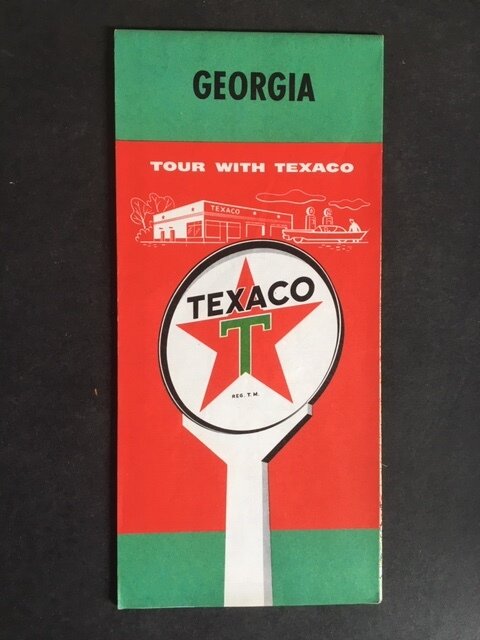 GEORGIA
TOUR WITH TEXACO
TEXACO
TEXACO
T
REG. T.M.